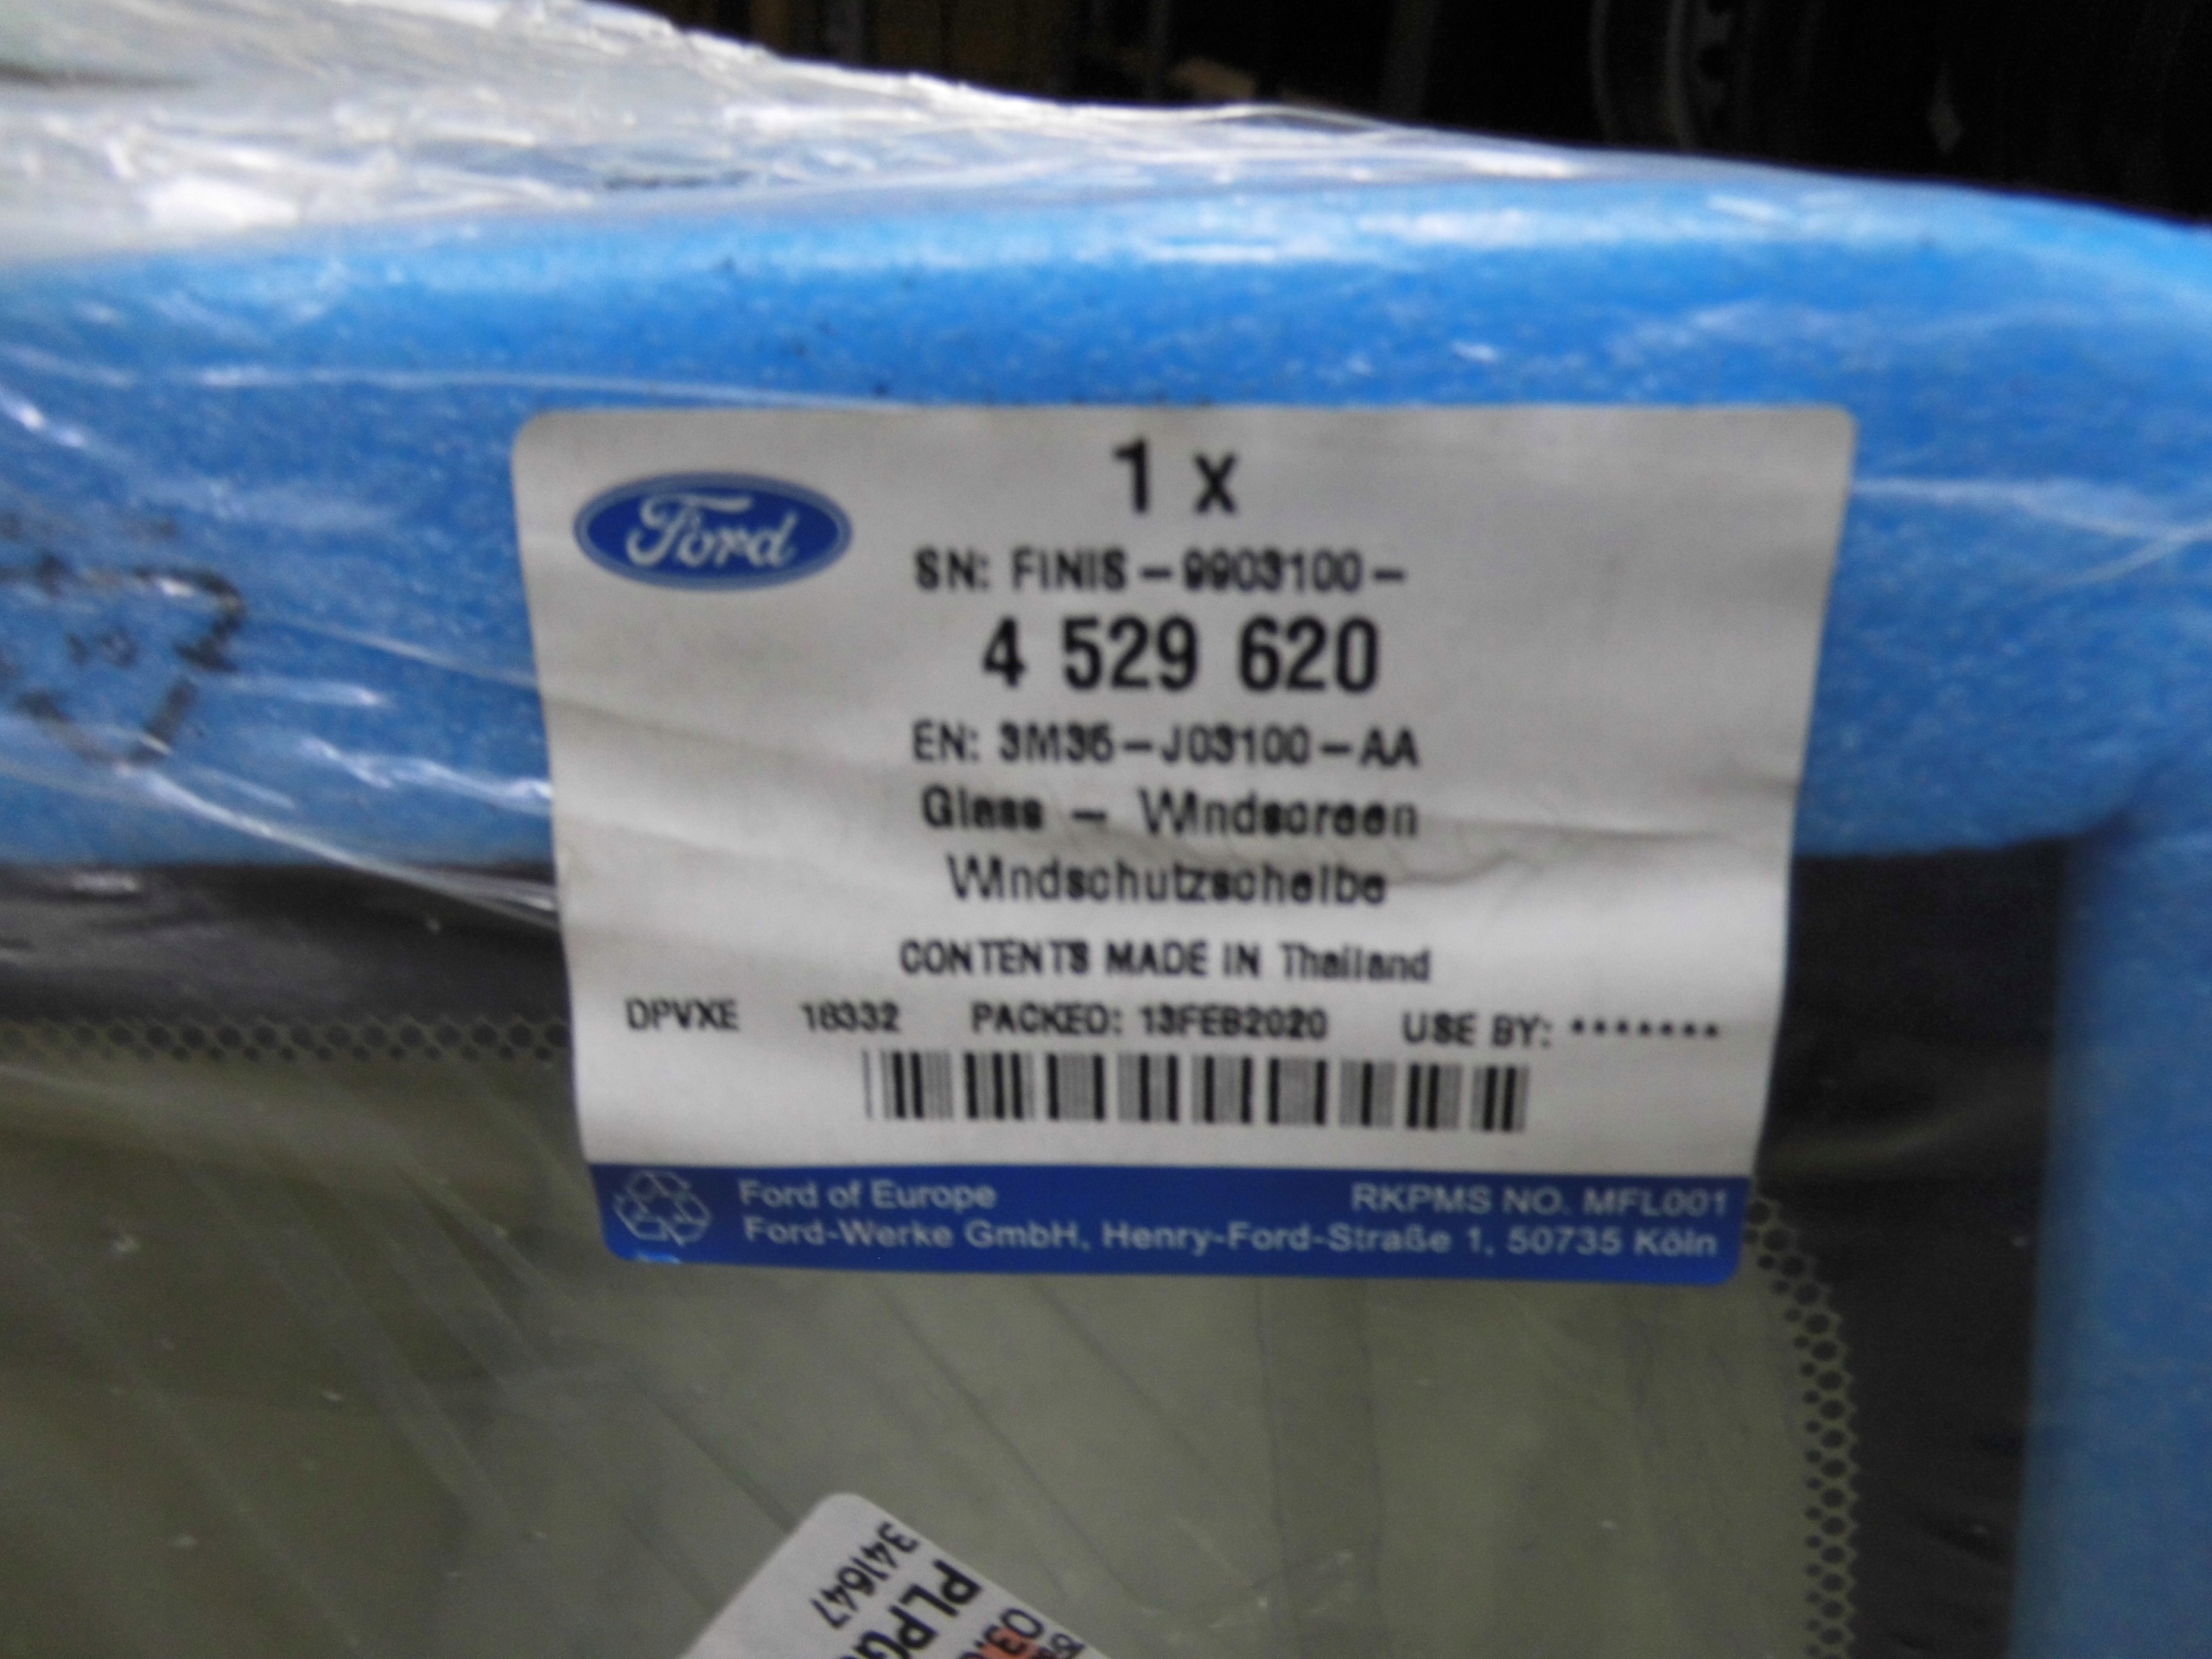 1 x
Ford
SN: FINIS-9903100-
4 529 620
EN: 3M35-J03100-AA
Glass - Windscreen
Windschutzscheibe
CONTENTS MADE IN Thailand
DPVXE 18332 PACKED: 13FEB2020 USE BY: *******
Ford of Europe
RKPMS NO. MFL001
Ford-Werke GmbH, Henry-Ford-Straße 1, 50735 Köln
341647